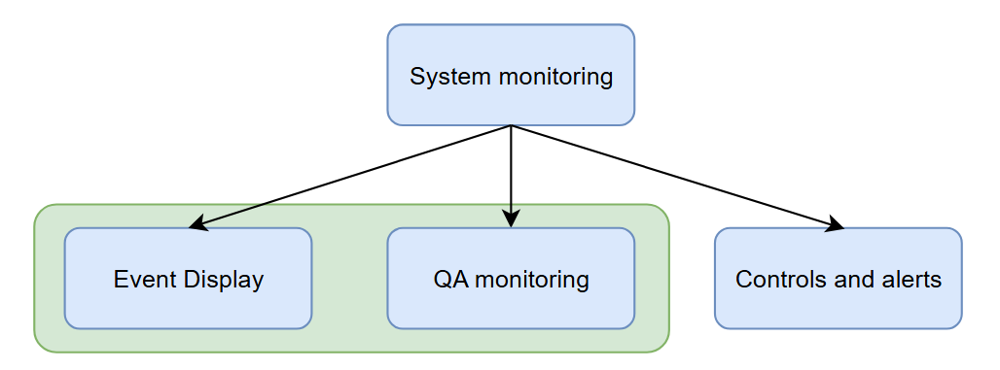 System monitoring
Event Display
QA monitoring
Controls and alerts